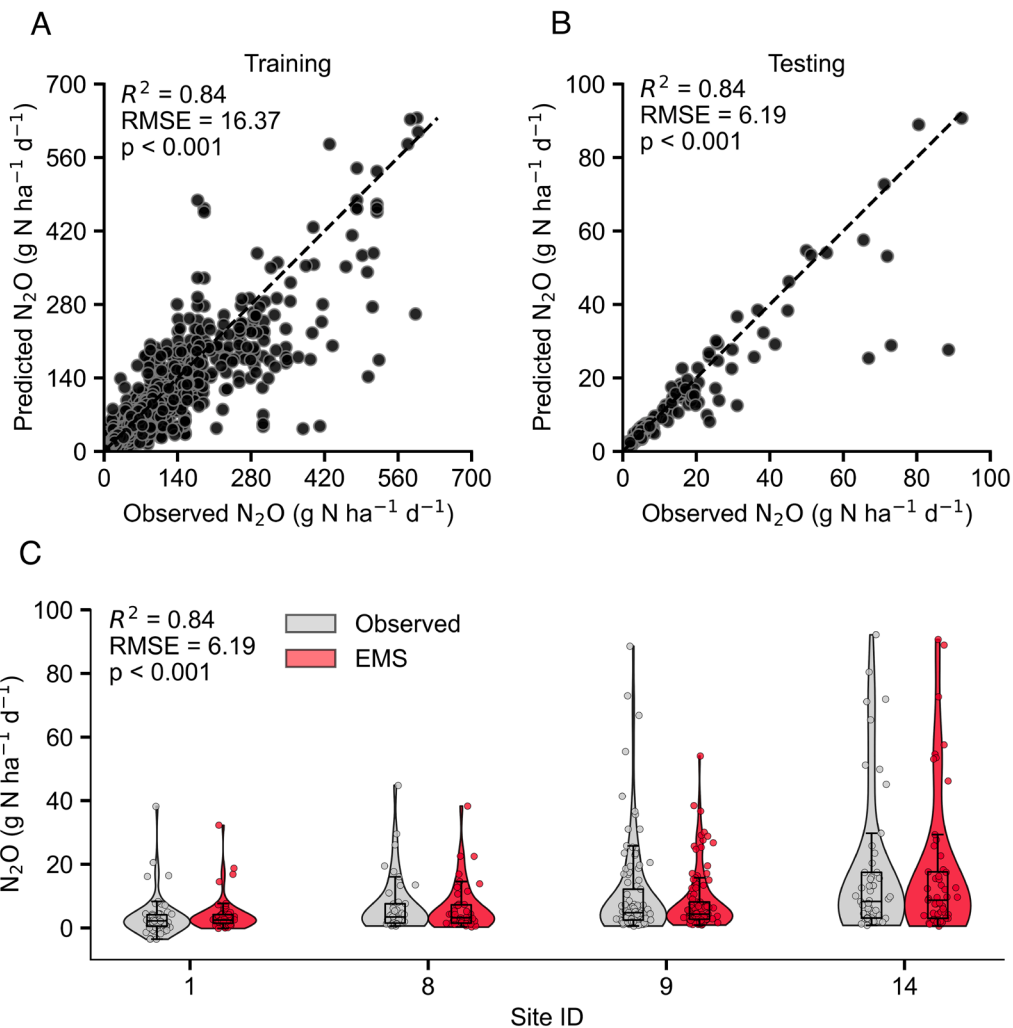 A
Training
R² = 0.84
RMSE = 16.37
p < 0.001
Predicted N₂O (g N ha⁻¹ d⁻¹)
700
560
420
280
140
0
0 140 280 420 560 700
Observed N₂O (g N ha⁻¹ d⁻¹)
B
Testing
R² = 0.84
RMSE = 6.19
p < 0.001
Predicted N₂O (g N ha⁻¹ d⁻¹)
100
80
60
40
20
0
0 20 40 60 80 100
Observed N₂O (g N ha⁻¹ d⁻¹)
C
R² = 0.84
RMSE = 6.19
p < 0.001
Observed
EMS
N₂O (g N ha⁻¹ d⁻¹)
100
80
60
40
20
0
1 8 9 14
Site ID